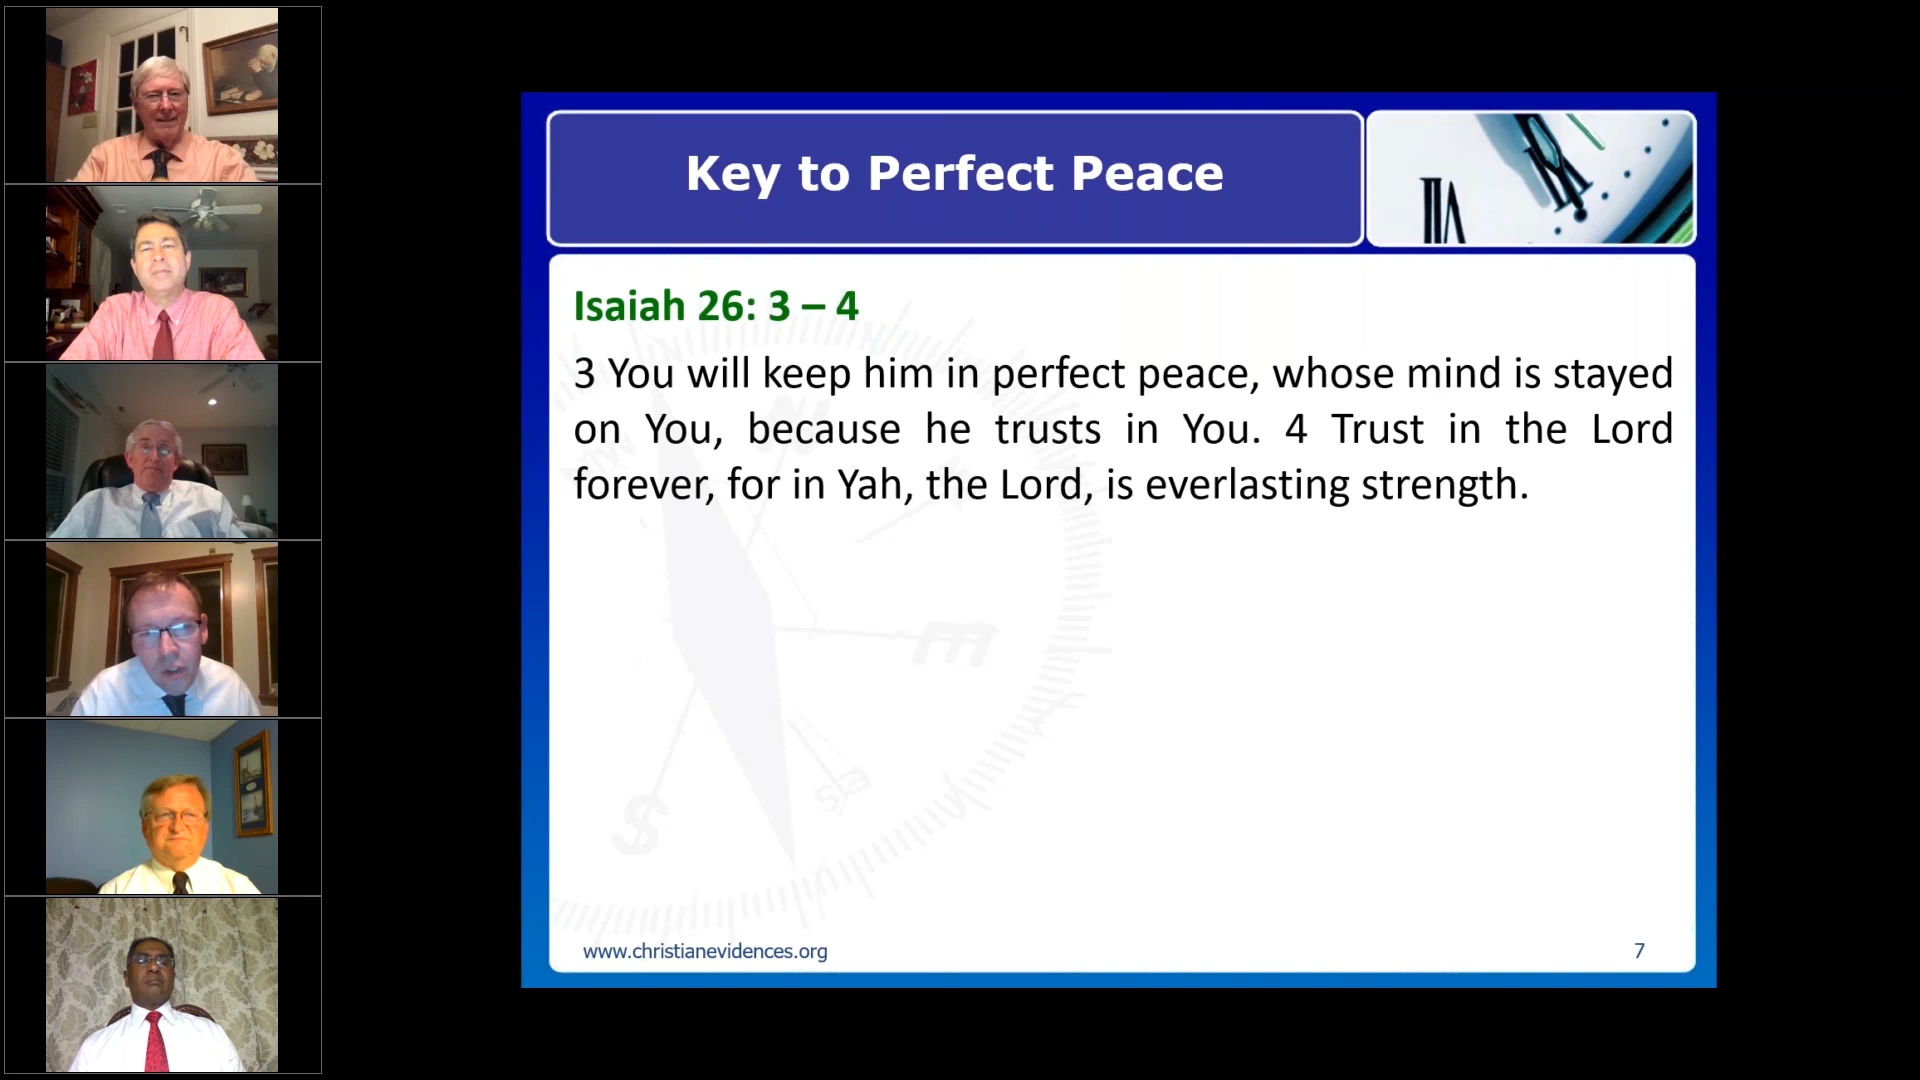 Key to Perfect Peace
Isaiah 26: 3 – 4
3 You will keep him in perfect peace, whose mind is stayed
on You, because he trusts in You. 4 Trust in the Lord
forever, for in Yah, the Lord, is everlasting strength.
N
NW
E
SE
S
www.christianevidences.org
7